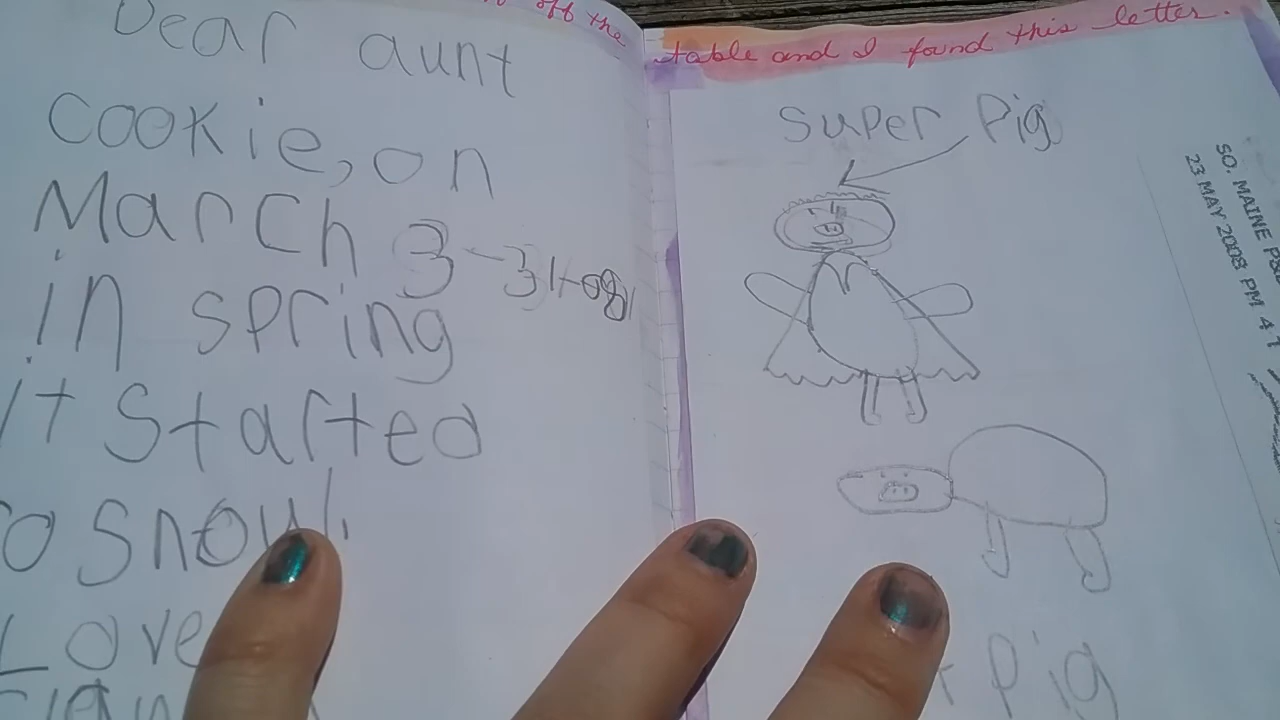 off the
Dear aunt
Cookie, on
March 3-31-08
in spring
it started
to snow!
Love
table and I found this letter.
Super Pig
Pig
SO. MAINE P&
23 MAY 2008 PM 4 T